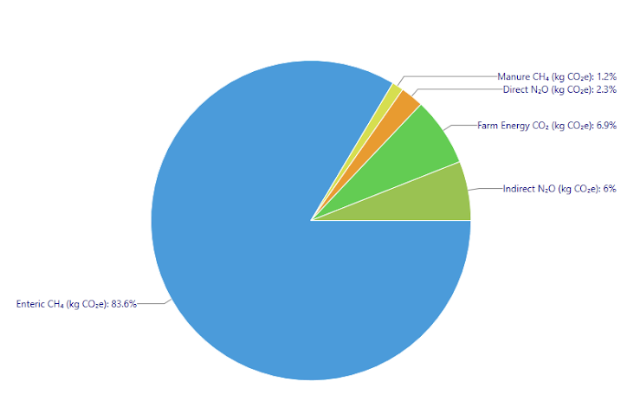 Manure CH₄ (kg CO₂e): 1.2%
Direct N₂O (kg CO₂e): 2.3%
Farm Energy CO₂ (kg CO₂e): 6.9%
Indirect N₂O (kg CO₂e): 6%
Enteric CH₄ (kg CO₂e): 83.6%